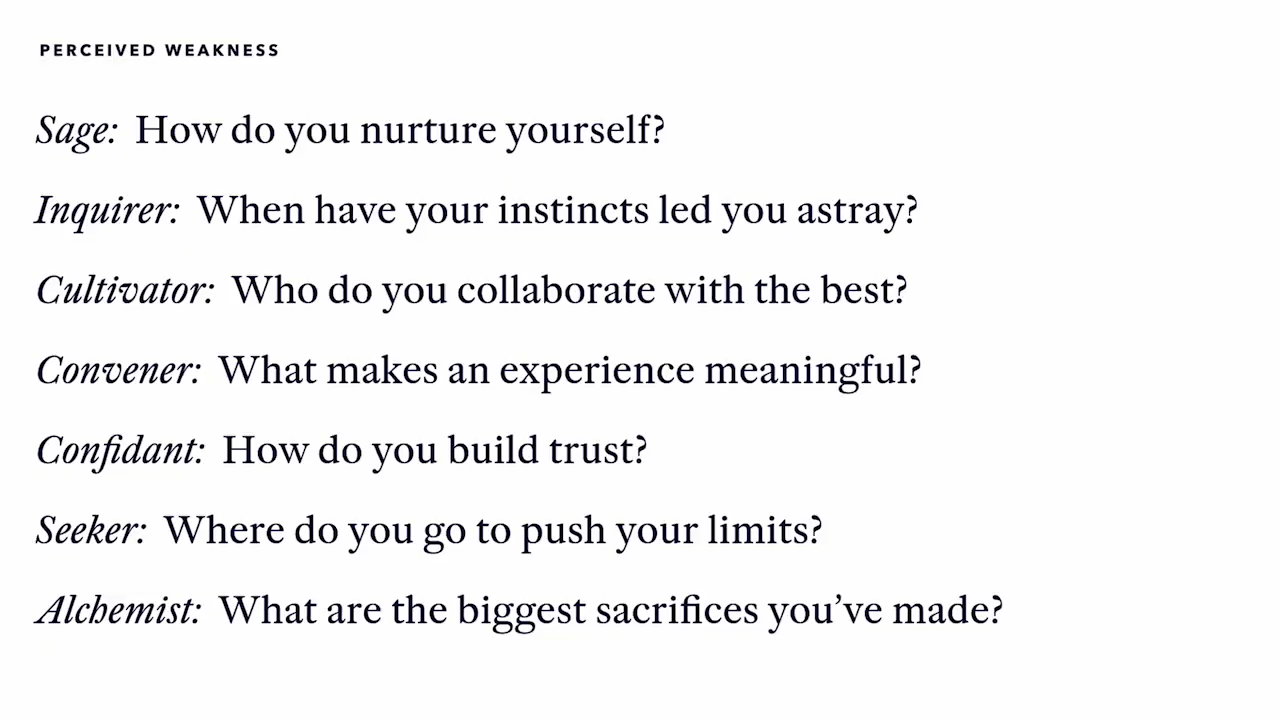 PERCEIVED WEAKNESS
Sage: How do you nurture yourself?
Inquirer: When have your instincts led you astray?
Cultivator: Who do you collaborate with the best?
Convener: What makes an experience meaningful?
Confidant: How do you build trust?
Seeker: Where do you go to push your limits?
Alchemist: What are the biggest sacrifices you’ve made?